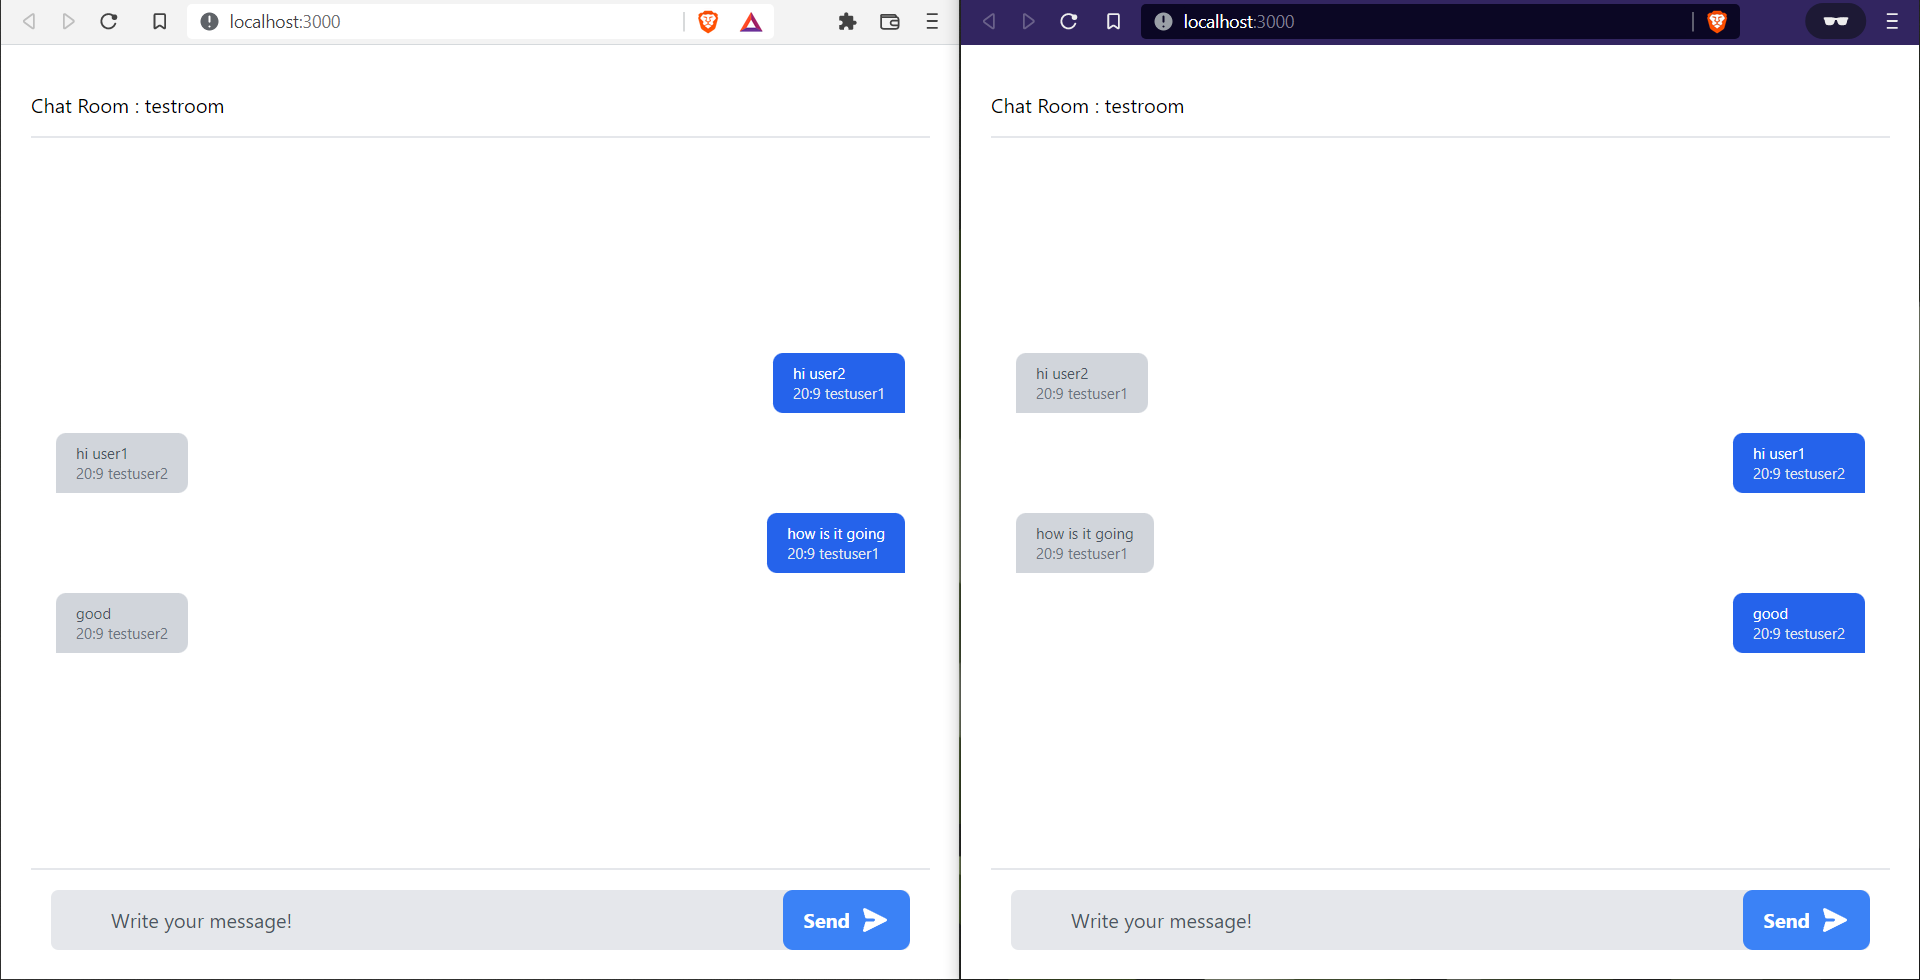 localhost:3000
Chat Room : testroom
hi user2
20:9 testuser1
hi user1
20:9 testuser2
how is it going
20:9 testuser1
good
20:9 testuser2
Write your message!
Send
localhost:3000
Chat Room : testroom
hi user2
20:9 testuser1
hi user1
20:9 testuser2
how is it going
20:9 testuser1
good
20:9 testuser2
Write your message!
Send